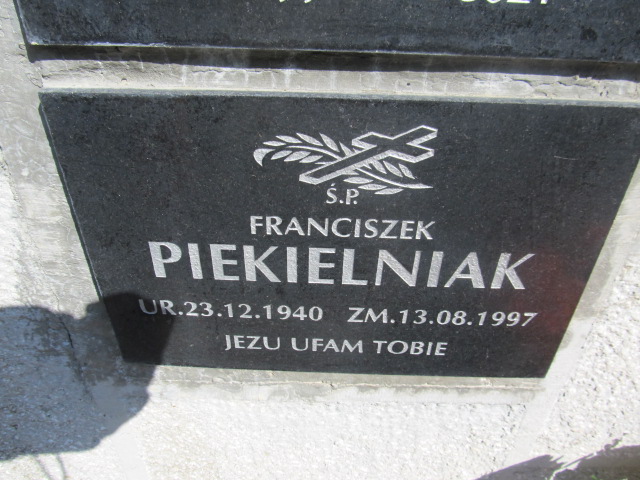 Ś.P.
FRANCISZEK
PIEKIELNIAK
UR.23.12.1940 ZM.13.08.1997
JEZU UFAM TOBIE